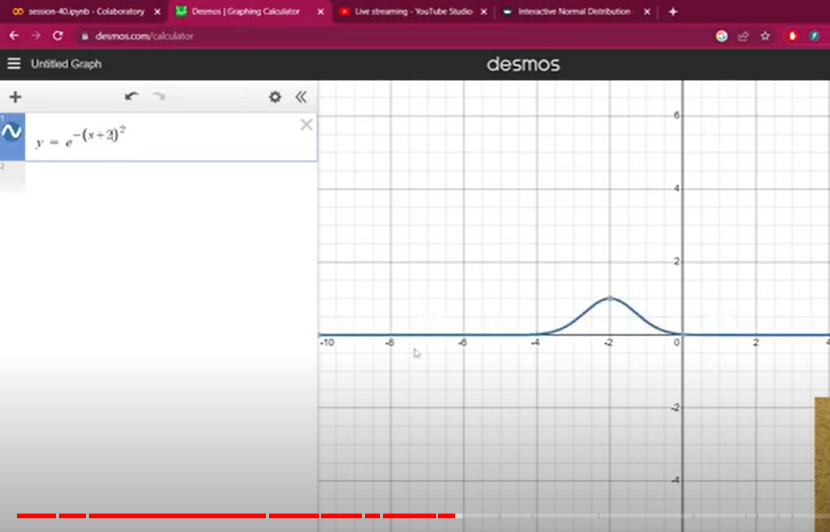 session-40.ipynb - Colaboratory
Desmos | Graphing Calculator
Live streaming - YouTube Studio
Interactive Normal Distribution
desmos.com/calculator
Untitled Graph
desmos
1
y = e^{-(x+2)^2}
2
6
4
2
-10 -8 -6 -4 -2 0 2 4
-2
-4